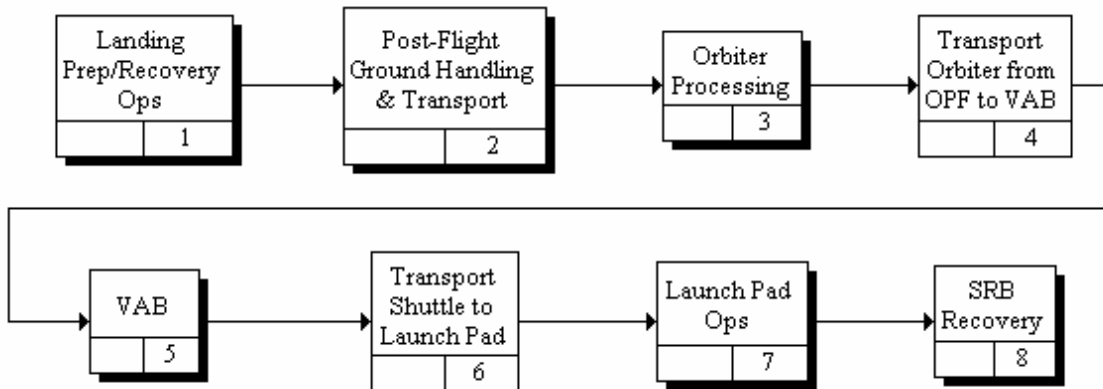 Landing
Prep/Recovery
Ops
1
Post-Flight
Ground Handling
& Transport
2
Orbiter
Processing
3
Transport
Orbiter from
OPF to VAB
4
VAB
5
Transport
Shuttle to
Launch Pad
6
Launch Pad
Ops
7
SRB
Recovery
8